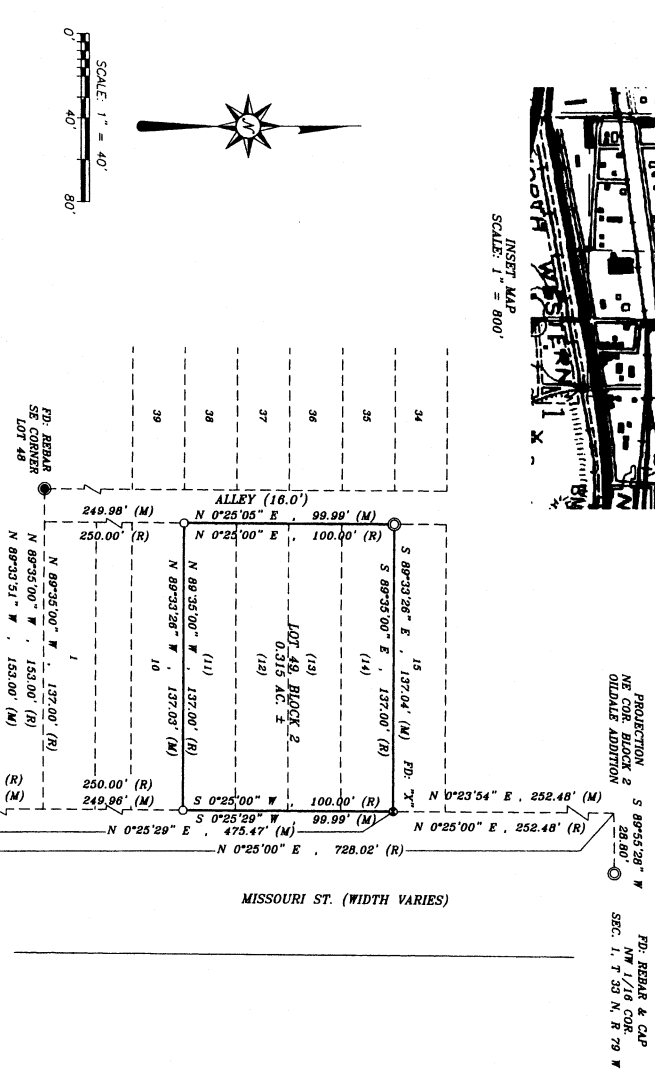 0'
40'
80'
SCALE: 1" = 40'
N
WESTERN
1
INSET MAP
SCALE: 1" = 800'
34
35
36
37
38
39
FD: REBAR
SE CORNER
LOT 48
ALLEY (16.0')
249.98' (M)
250.00' (R)
N 0°25'05" E , 99.99' (M)
N 0°25'00" E , 100.00' (R)
S 89°33'26" E , 137.04' (M)
S 89°35'00" E , 137.00' (R)
15
(14)
(13)
LOT 49, BLOCK 2
0.315 AC. ±
(12)
(11)
N 89°35'00" W , 137.00' (R)
N 89°33'26" W , 137.03' (M)
10
1
N 89°35'00" W , 137.00' (R)
N 89°35'00" W , 153.00' (R)
N 89°33'51" W , 153.00' (M)
FD: "X"
(R)
(M)
250.00' (R)
249.96' (M)
S 0°25'00" W , 100.00' (R)
S 0°25'29" W , 99.99' (M)
N 0°23'54" E , 252.48' (M)
N 0°25'00" E , 252.48' (R)
N 0°25'29" E , 475.47' (M)
N 0°25'00" E , 728.02' (R)
PROJECTION
NE COR. BLOCK 2
OILDALE ADDITION
S 89°55'28" W
28.80'
FD: REBAR & CAP
NW 1/16 COR.
SEC. 1, T 33 N, R 79 W
MISSOURI ST. (WIDTH VARIES)